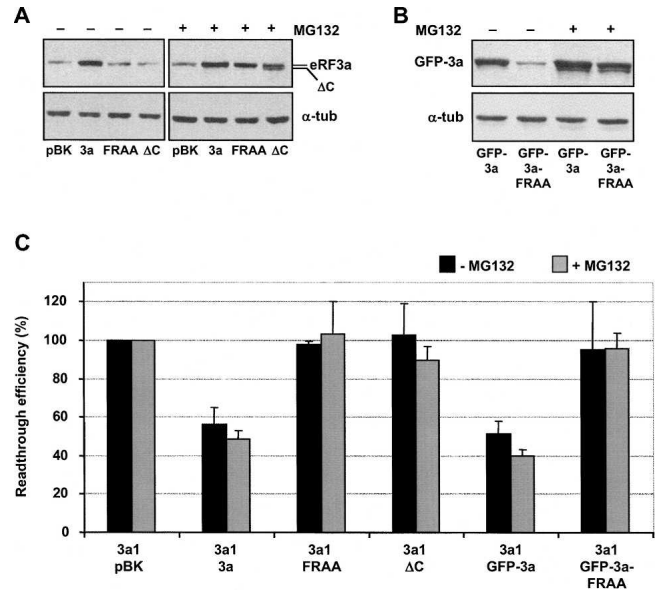 A
– – – – + + + + MG132
eRF3a
ΔC
α-tub
pBK 3a FRAA ΔC pBK 3a FRAA ΔC
B
MG132 – – + +
GFP-3a
α-tub
GFP-3a GFP-3a-FRAA GFP-3a GFP-3a-FRAA
C
- MG132 + MG132
Readthrough efficiency (%)
120
100
80
60
40
20
0
3a1 3a1 3a1 3a1 3a1 3a1
pBK 3a FRAA ΔC GFP-3a GFP-3a-
FRAA